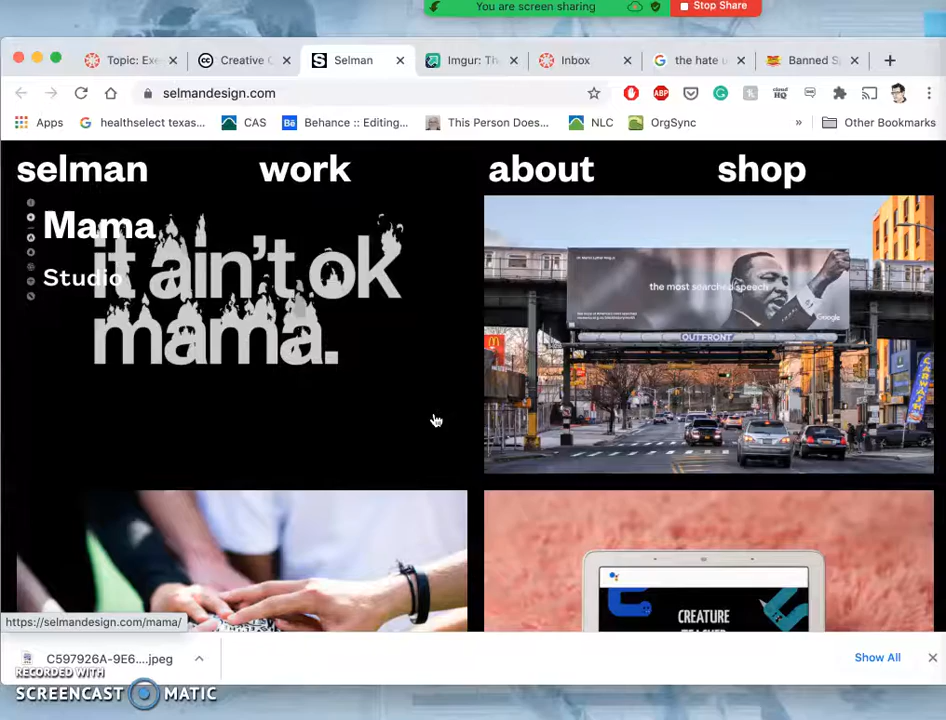 You are screen sharing
Stop Share
Topic: Exe
Creative C
Selman
Imgur: Th
Inbox
the hate u
Banned S
selmandesign.com
Apps
healthselect texas...
CAS
Behance :: Editing...
This Person Does...
NLC
OrgSync
Other Bookmarks
selman
work
about
shop
Mama
Studio
it ain't ok
mama.
the most searched speech
Google
OUTFRONT
CAR WASH
CREATURE
https://selmandesign.com/mama/
C597926A-9E6....jpeg
Show All
RECORDED WITH
SCREENCAST MATIC